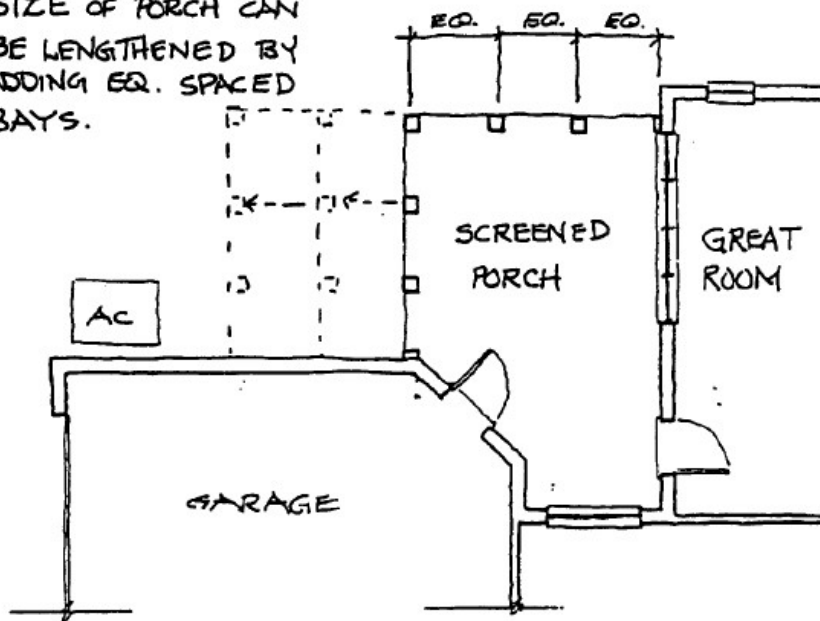 SIZE OF PORCH CAN
BE LENGTHENED BY
ADDING EQ. SPACED
BAYS.
EQ. EQ. EQ.
SCREENED
PORCH
GREAT
ROOM
AC
GARAGE